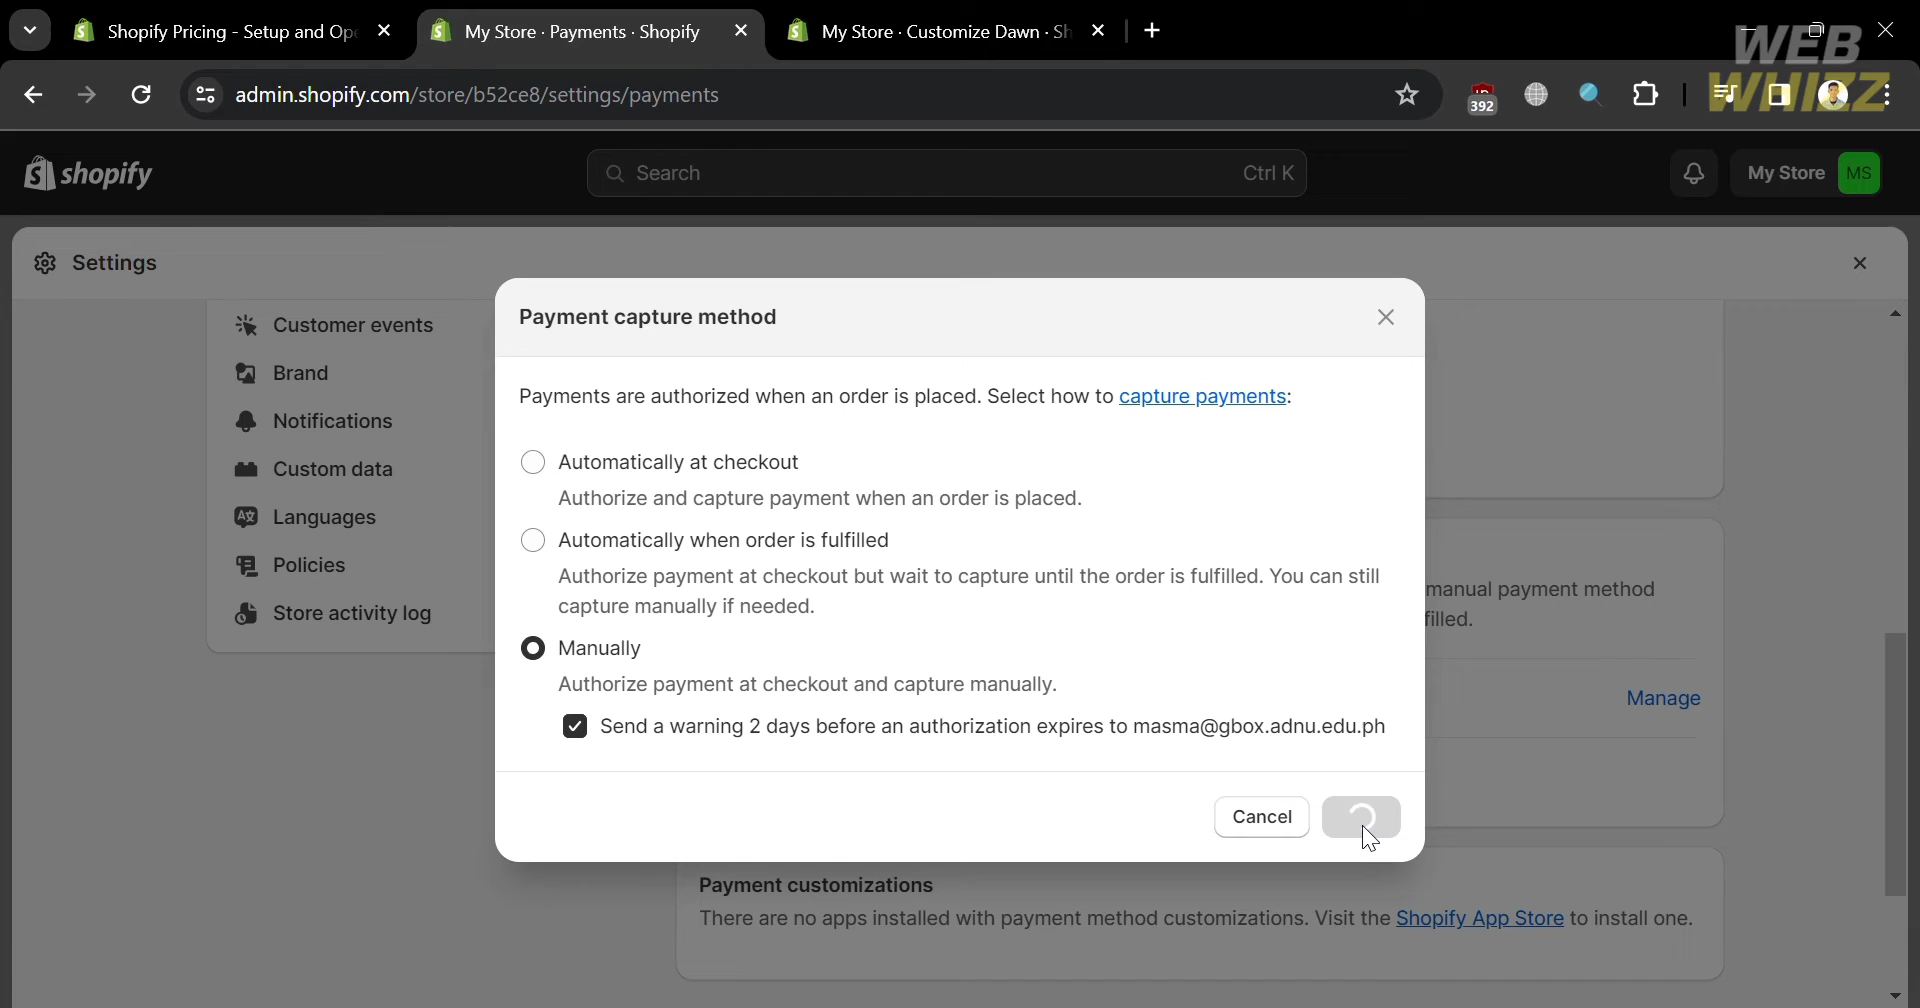 Shopify Pricing - Setup and Ope
My Store · Payments · Shopify
My Store · Customize Dawn · Sh
WEB
WHIZZ
admin.shopify.com/store/b52ce8/settings/payments
392
shopify
Search
Ctrl K
My Store
MS
Settings
Customer events
Brand
Notifications
Custom data
Languages
Policies
Store activity log
Payment capture method
Payments are authorized when an order is placed. Select how to capture payments:
Automatically at checkout
Authorize and capture payment when an order is placed.
Automatically when order is fulfilled
Authorize payment at checkout but wait to capture until the order is fulfilled. You can still
capture manually if needed.
Manually
Authorize payment at checkout and capture manually.
Send a warning 2 days before an authorization expires to masma@gbox.adnu.edu.ph
Cancel
manual payment method
filled.
Manage
Payment customizations
There are no apps installed with payment method customizations. Visit the Shopify App Store to install one.